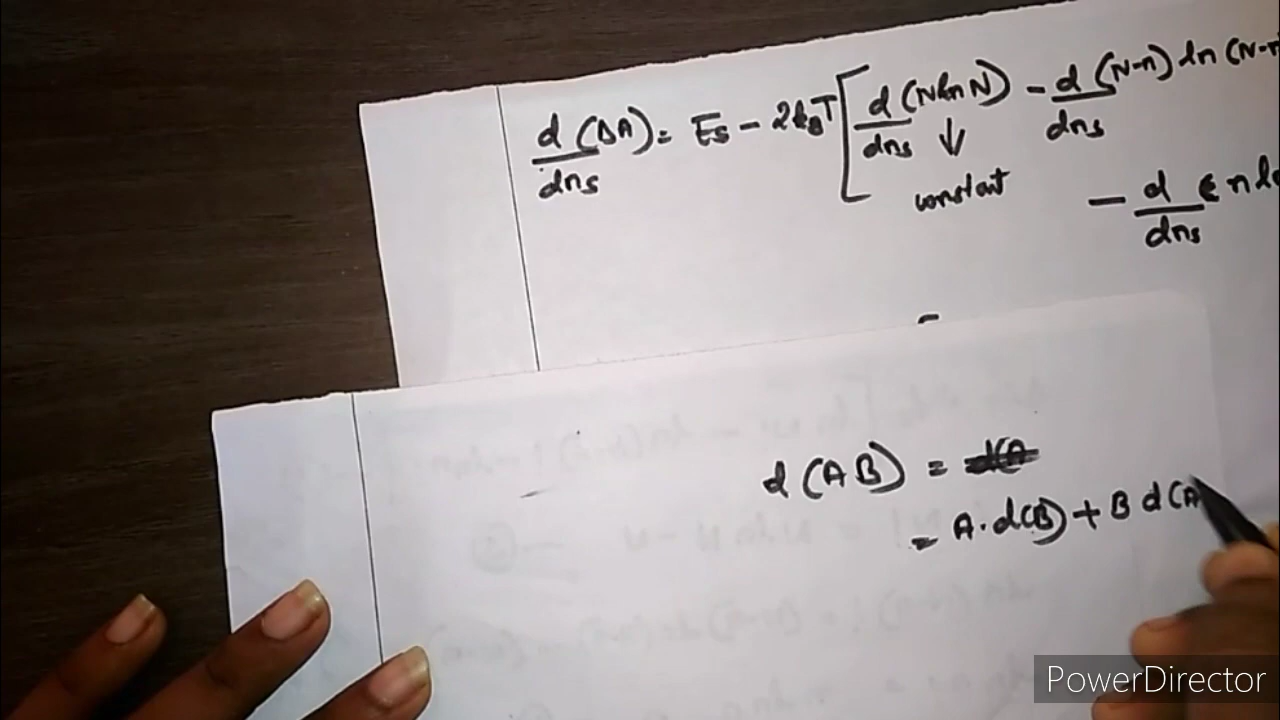 d/dns (ΔA) = Es - 2kBT [ d/dns (N ln N) - d/dns (N-n) ln (N-n
↓
constant
- d/dns n l
d (AB) =
= A. d(B) + B d(A
PowerDirector